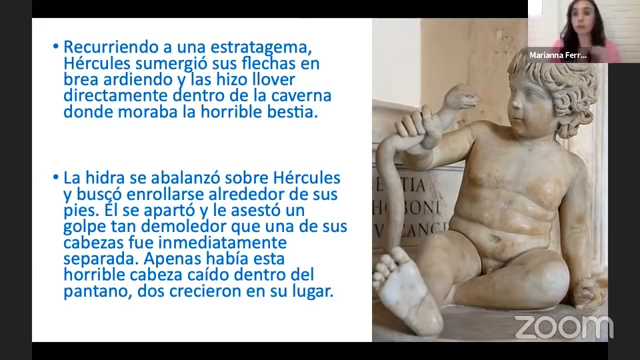 • Recurriendo a una estratagema,
Hércules sumergió sus flechas en
brea ardiendo y las hizo llover
directamente dentro de la caverna
donde moraba la horrible bestia.
• La hidra se abalanzó sobre Hércules
y buscó enrollarse alrededor de sus
pies. Él se apartó y le asestó un
golpe tan demoledor que una de sus
cabezas fue inmediatamente
separada. Apenas había esta
horrible cabeza caído dentro del
pantano, dos crecieron en su lugar.
Marianna Ferr...
zoom